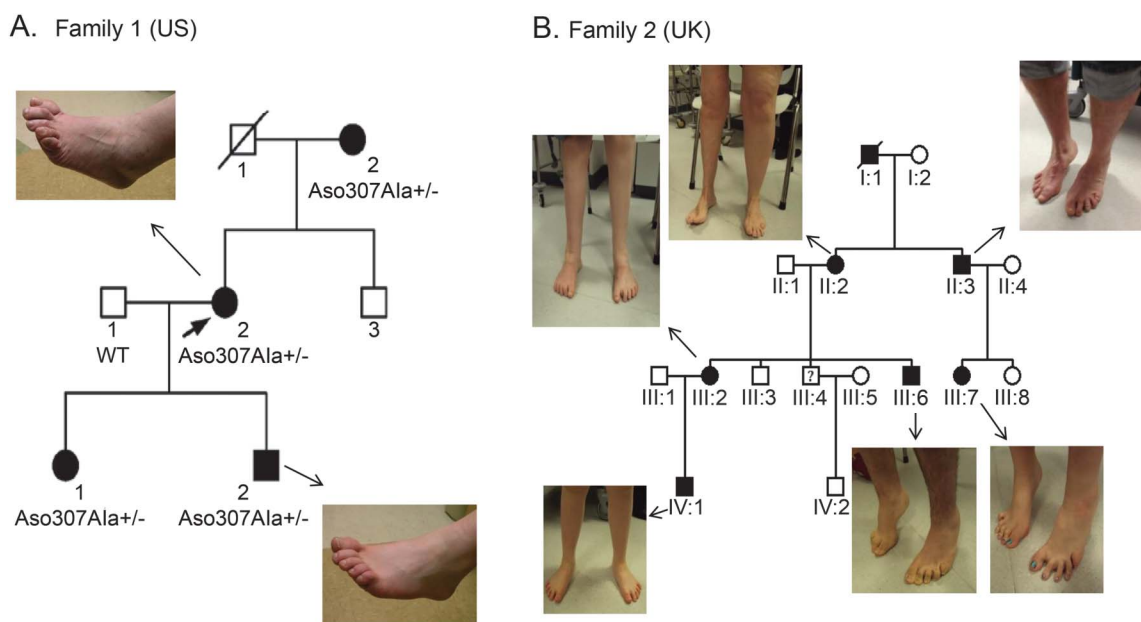 A. Family 1 (US)
1
2
Aso307Ala+/-
1
WT
2
Aso307Ala+/-
3
1
Aso307Ala+/-
2
Aso307Ala+/-
B. Family 2 (UK)
I:1
I:2
II:1
II:2
II:3
II:4
?
III:1
III:2
III:3
III:4
III:5
III:6
III:7
III:8
IV:1
IV:2